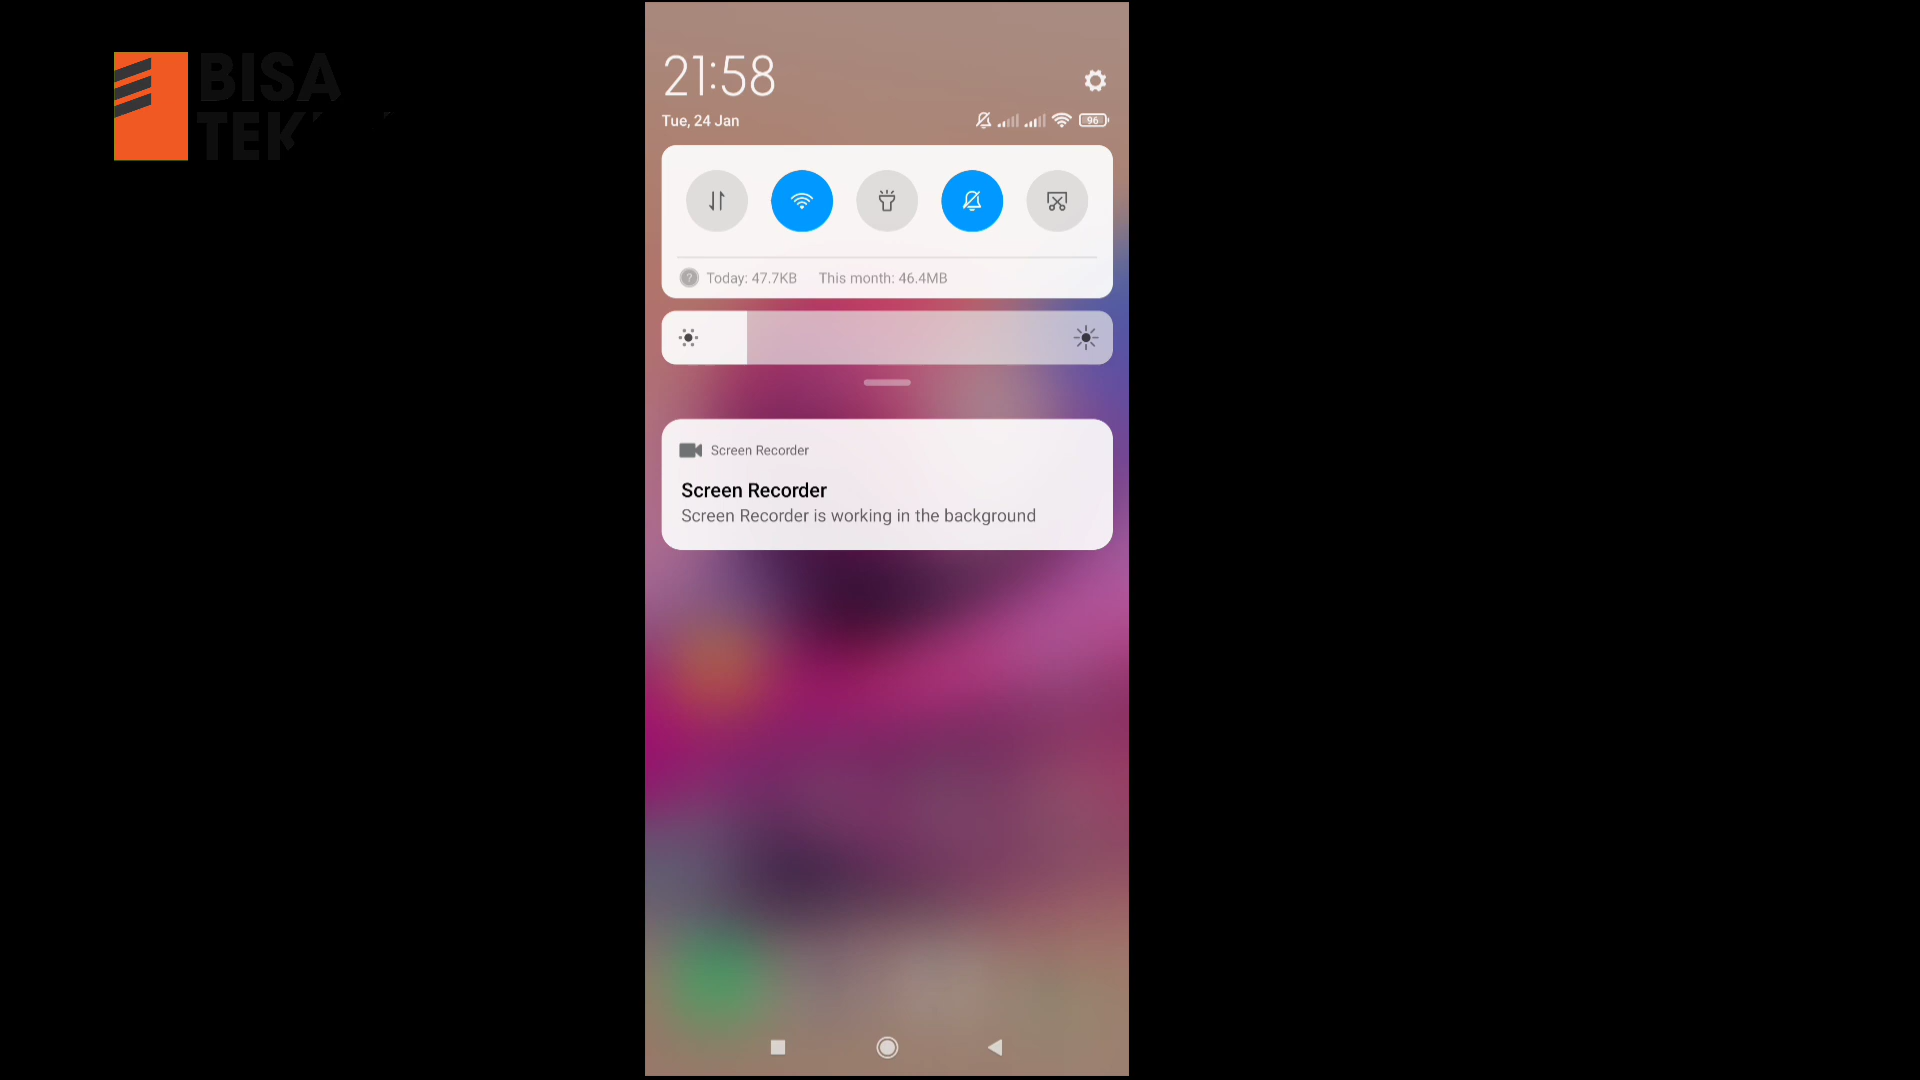 BISA
21:58
Tue, 24 Jan
96
Today: 47.7KB This month: 46.4MB
Screen Recorder
Screen Recorder
Screen Recorder is working in the background